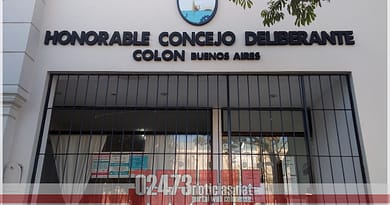 HONORABLE CONCEJO DELIBERANTE
COLON BUENOS AIRES
02473noticias.net
portal web colonense